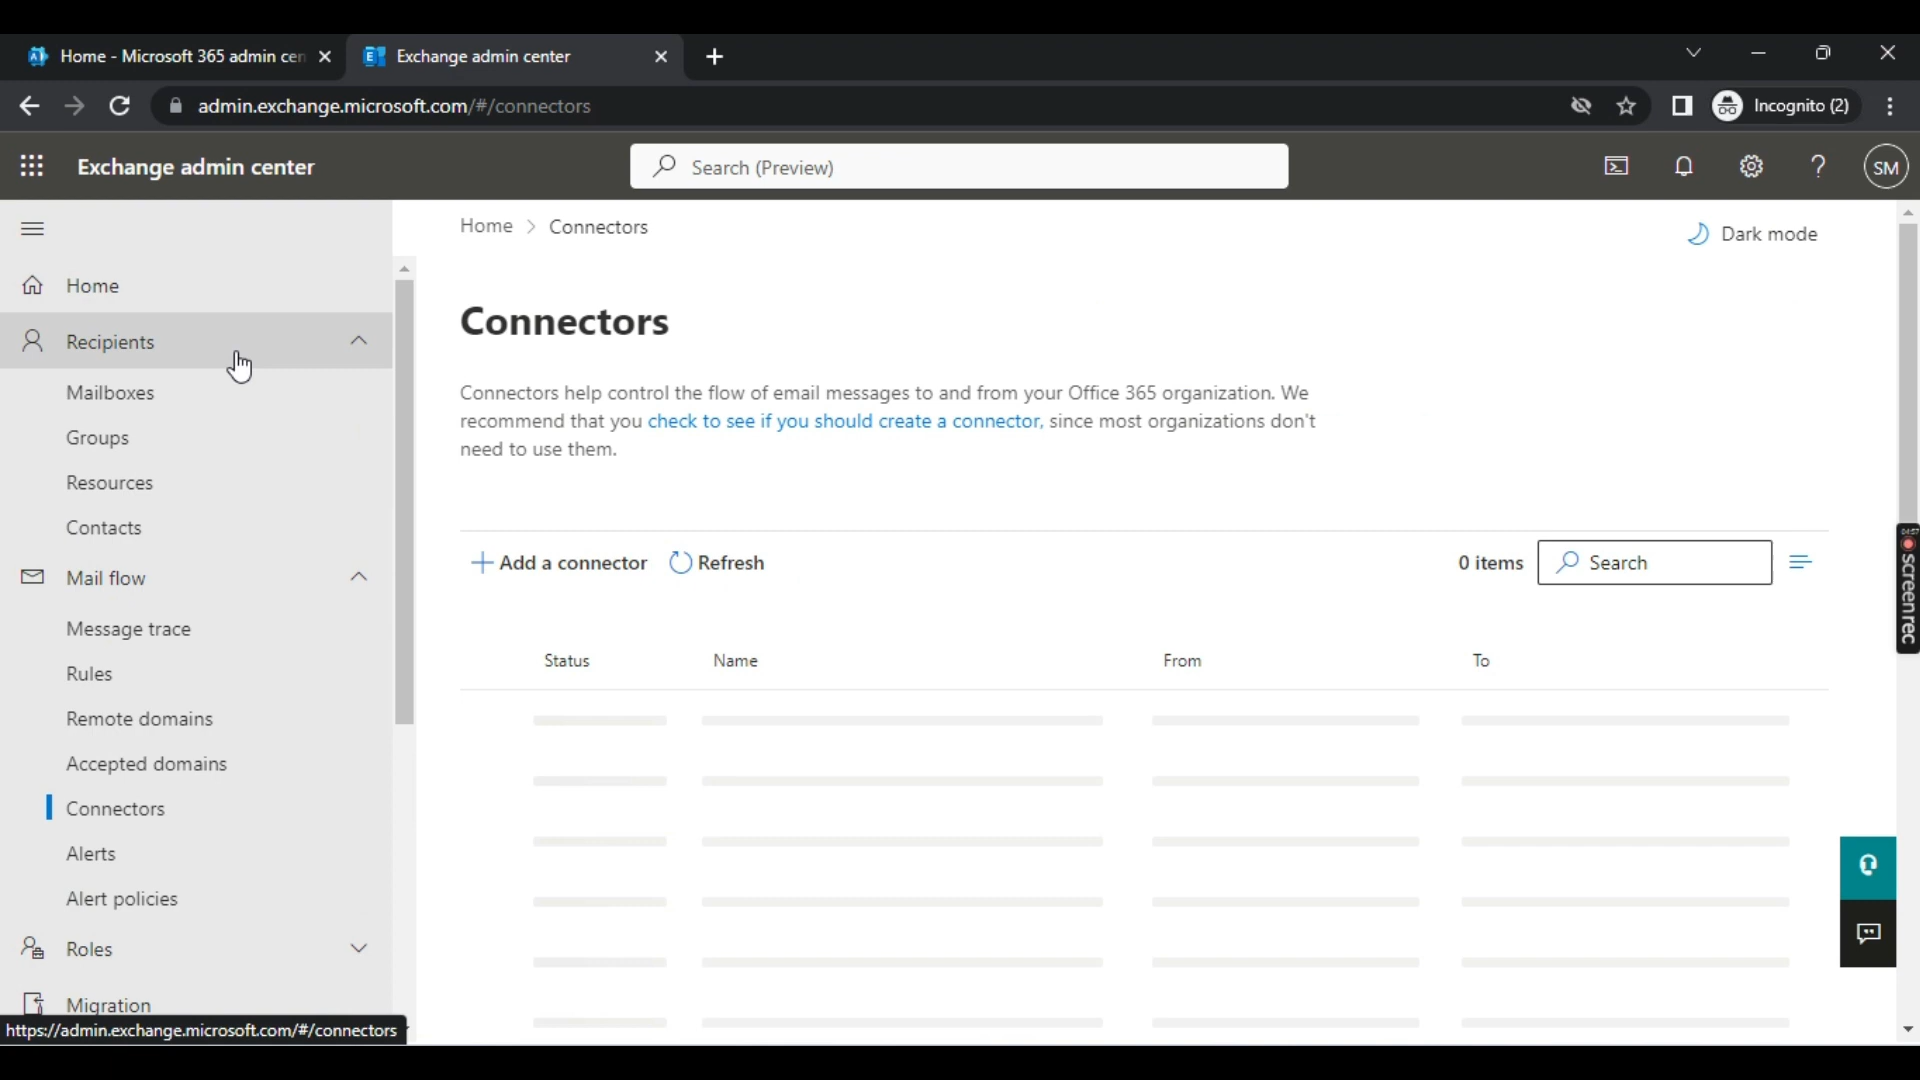 Home - Microsoft 365 admin cen
Exchange admin center
admin.exchange.microsoft.com/#/connectors
Incognito (2)
Exchange admin center
Search (Preview)
SM
Home > Connectors
Dark mode
Home
Recipients
Mailboxes
Groups
Resources
Contacts
Mail flow
Message trace
Rules
Remote domains
Accepted domains
Connectors
Alerts
Alert policies
Roles
Migration
https://admin.exchange.microsoft.com/#/connectors
Connectors
Connectors help control the flow of email messages to and from your Office 365 organization. We
recommend that you check to see if you should create a connector, since most organizations don't
need to use them.
Add a connector
Refresh
0 items
Search
Status Name From To
04:57
screenrec